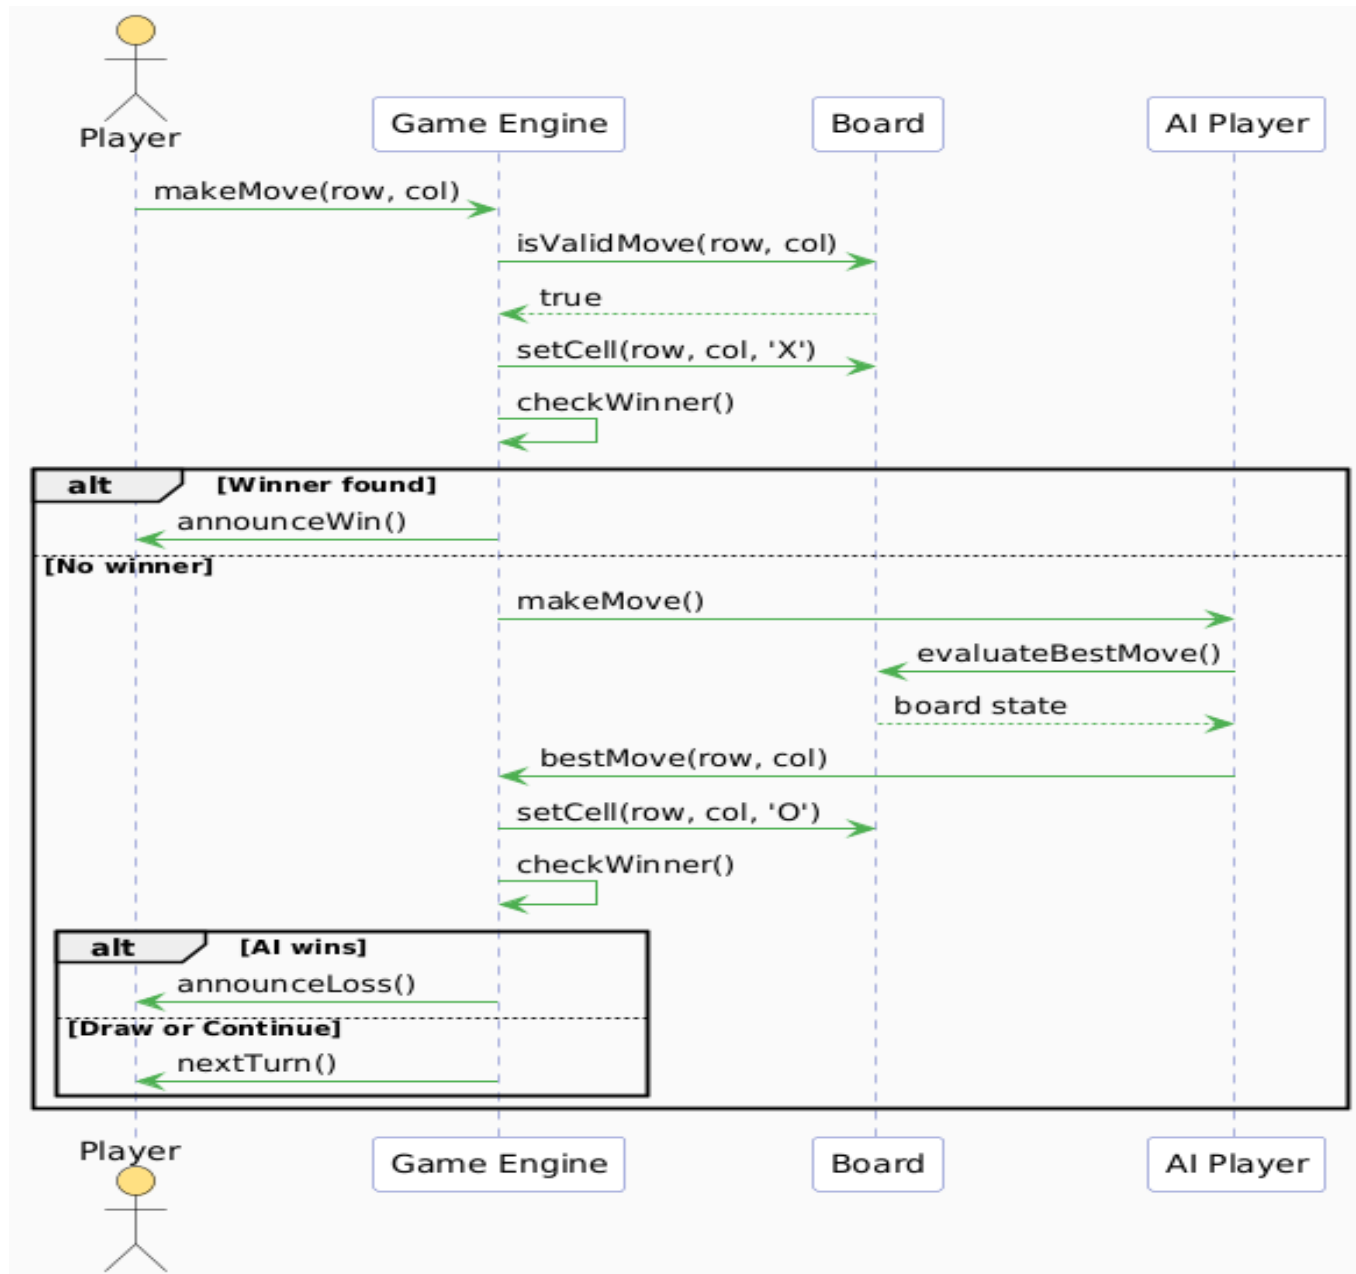 Player
Game Engine
Board
AI Player
makeMove(row, col)
isValidMove(row, col)
true
setCell(row, col, 'X')
checkWinner()
alt [Winner found]
announceWin()
[No winner]
makeMove()
evaluateBestMove()
board state
bestMove(row, col)
setCell(row, col, 'O')
checkWinner()
alt [AI wins]
announceLoss()
[Draw or Continue]
nextTurn()
Player
Game Engine
Board
AI Player